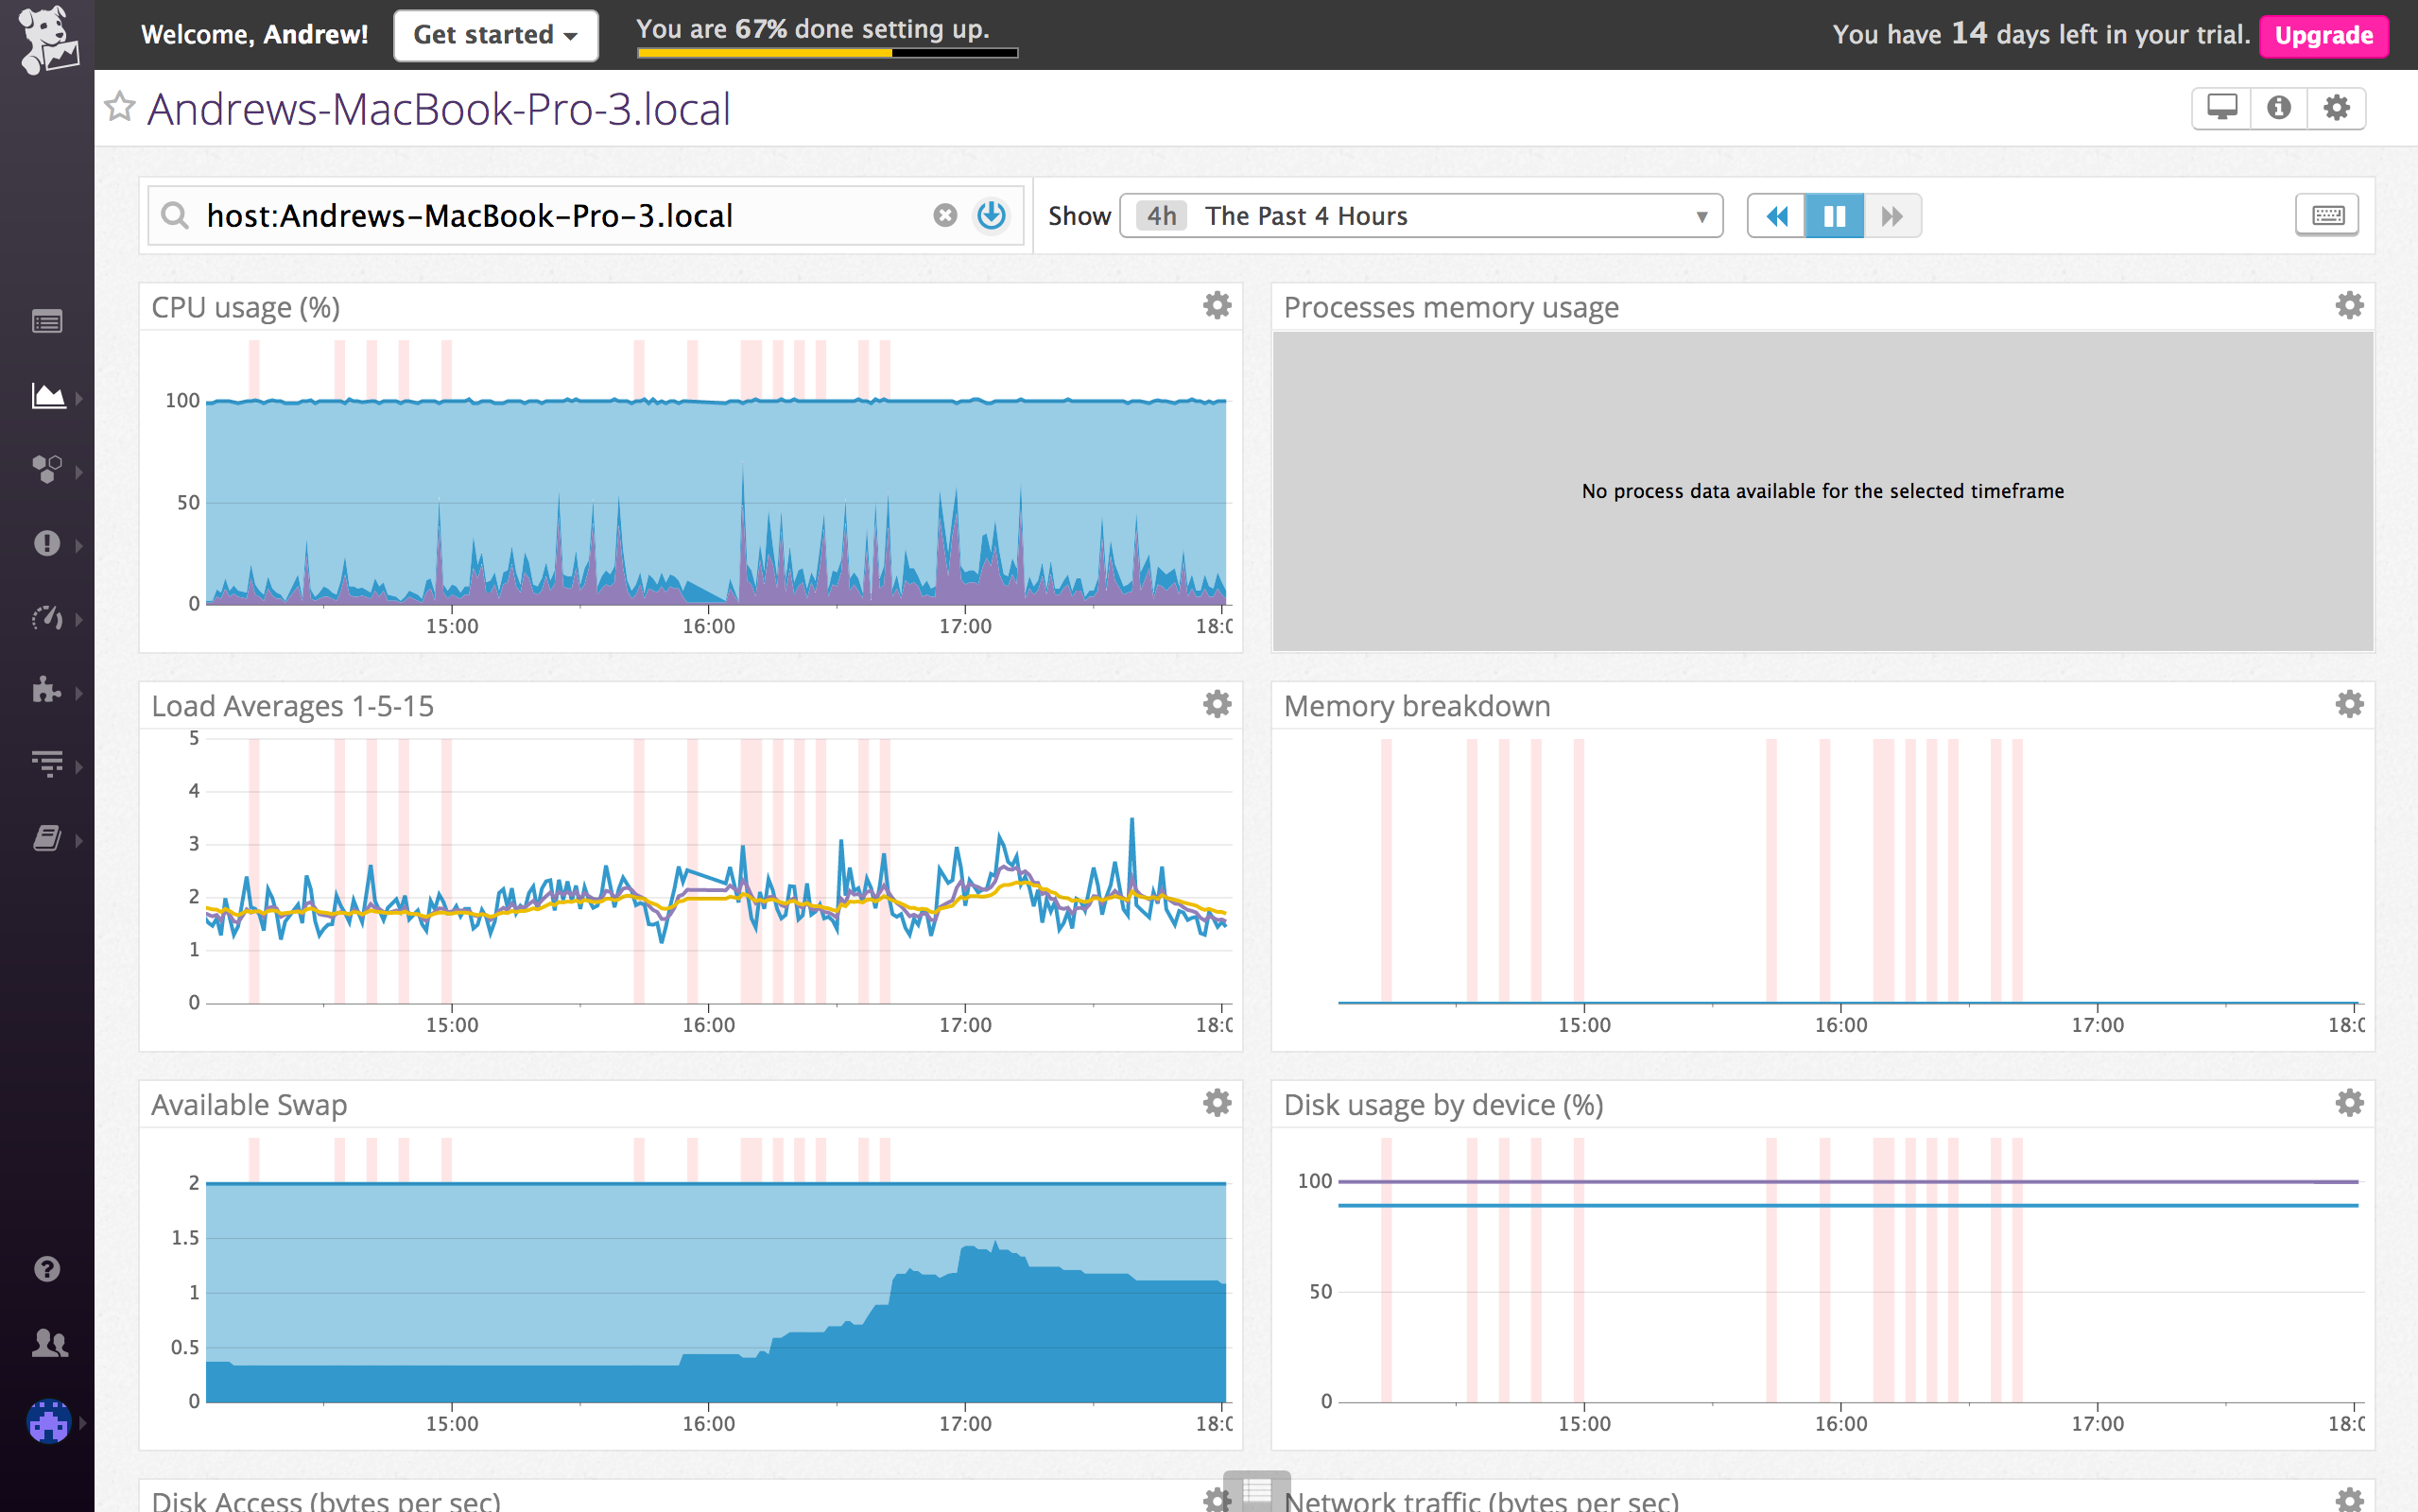 Welcome, Andrew!
Get started
You are 67% done setting up.
You have 14 days left in your trial.
Upgrade
Andrews-MacBook-Pro-3.local
host:Andrews-MacBook-Pro-3.local
Show
4h The Past 4 Hours
CPU usage (%)
100
50
0
15:00 16:00 17:00 18:0
Processes memory usage
No process data available for the selected timeframe
Load Averages 1-5-15
5
4
3
2
1
0
15:00 16:00 17:00 18:0
Memory breakdown
15:00 16:00 17:00 18:0
Available Swap
2
1.5
1
0.5
0
15:00 16:00 17:00 18:0
Disk usage by device (%)
100
50
0
15:00 16:00 17:00 18:0
Disk Access (bytes per sec)
Network traffic (bytes per sec)